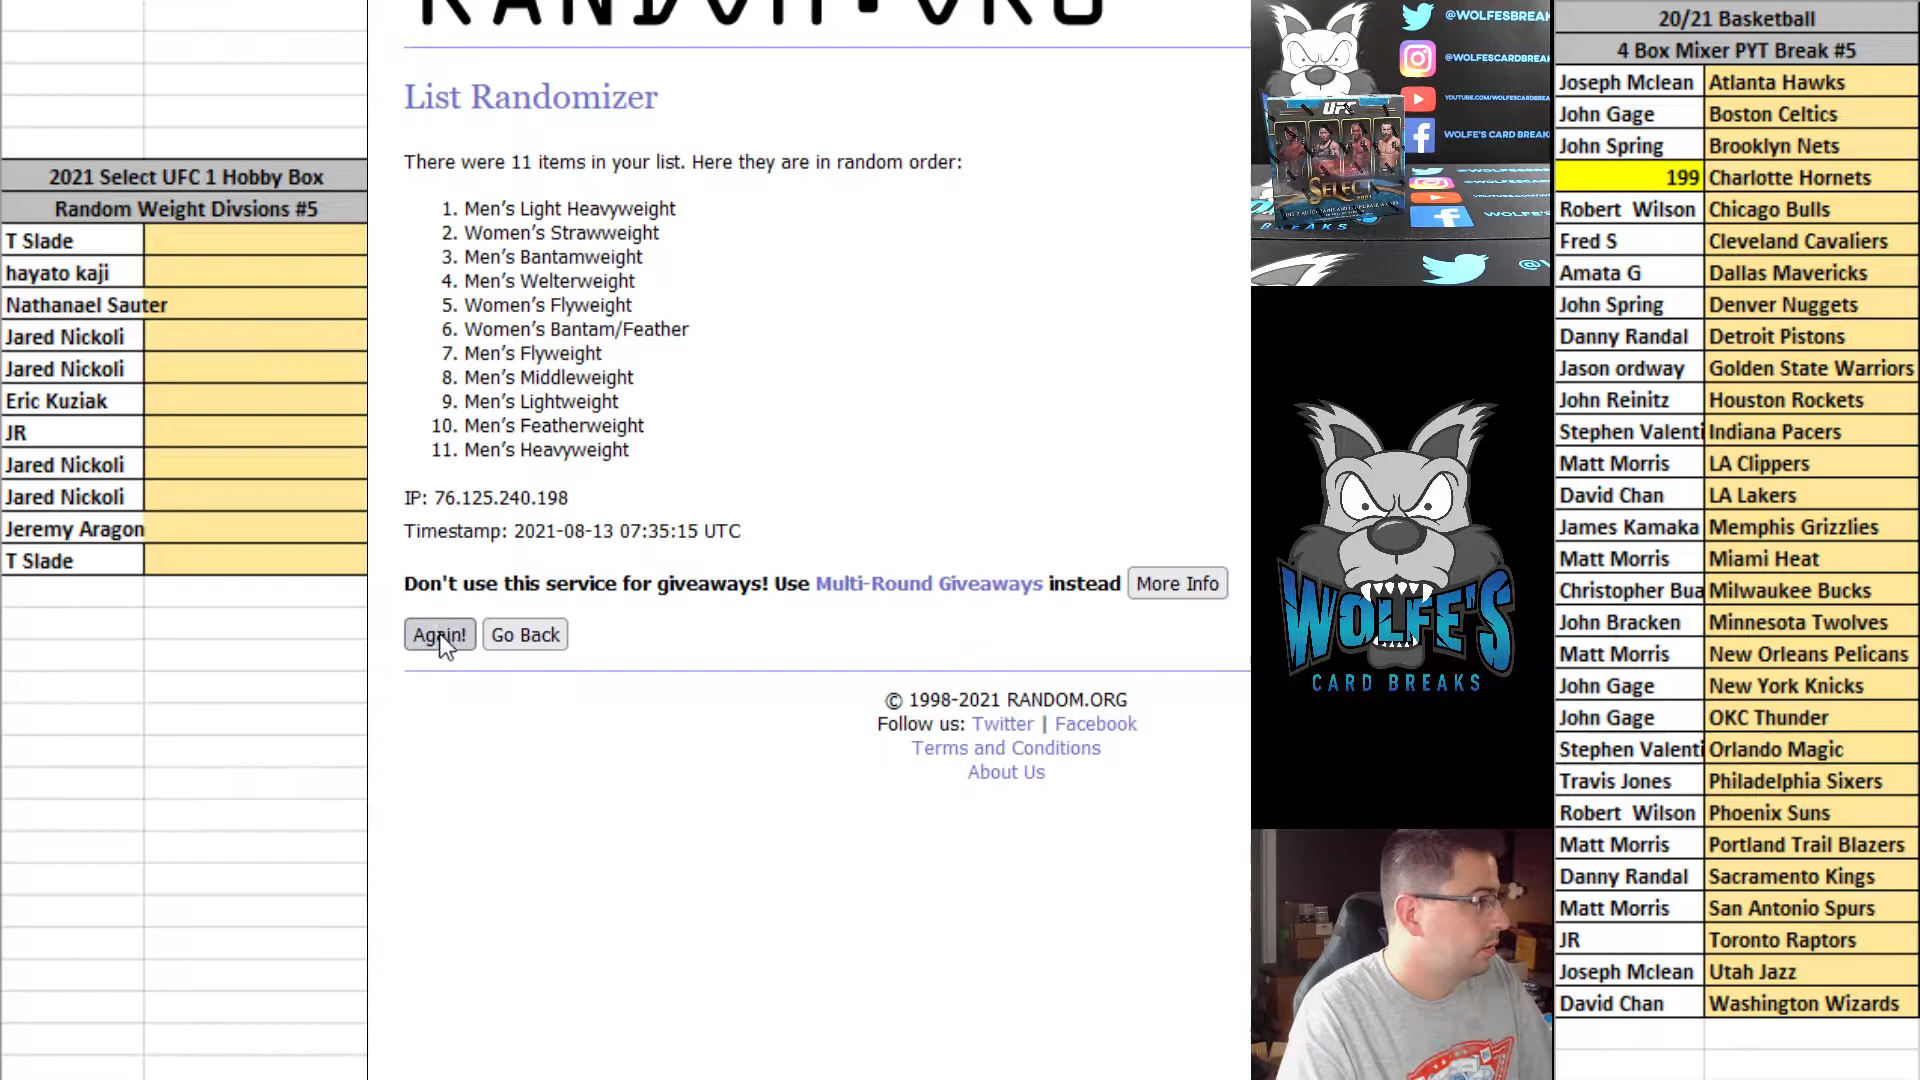 2021 Select UFC 1 Hobby Box
Random Weight Divsions #5
T Slade
hayato kaji
Nathanael Sauter
Jared Nickoli
Jared Nickoli
Eric Kuziak
JR
Jared Nickoli
Jared Nickoli
Jeremy Aragon
T Slade
RANDOM.ORG
List Randomizer
There were 11 items in your list. Here they are in random order:
1. Men's Light Heavyweight
2. Women's Strawweight
3. Men's Bantamweight
4. Men's Welterweight
5. Women's Flyweight
6. Women's Bantam/Feather
7. Men's Flyweight
8. Men's Middleweight
9. Men's Lightweight
10. Men's Featherweight
11. Men's Heavyweight
IP: 76.125.240.198
Timestamp: 2021-08-13 07:35:15 UTC
Don't use this service for giveaways! Use Multi-Round Giveaways instead More Info
Again! Go Back
© 1998-2021 RANDOM.ORG
Follow us: Twitter | Facebook
Terms and Conditions
About Us
@WOLFESBREAK
@WOLFESCARDBREAK
YOUTUBE.COM/WOLFESCARDBREA
WOLFE'S CARD BREAK
UFC
SELECT
2021
WOLFE'S
BREAKS
WOLFE'S
CARD BREAKS
20/21 Basketball
4 Box Mixer PYT Break #5
Joseph Mclean Atlanta Hawks
John Gage Boston Celtics
John Spring Brooklyn Nets
199 Charlotte Hornets
Robert Wilson Chicago Bulls
Fred S Cleveland Cavaliers
Amata G Dallas Mavericks
John Spring Denver Nuggets
Danny Randal Detroit Pistons
Jason ordway Golden State Warriors
John Reinitz Houston Rockets
Stephen Valenti Indiana Pacers
Matt Morris LA Clippers
David Chan LA Lakers
James Kamaka Memphis Grizzlies
Matt Morris Miami Heat
Christopher Bua Milwaukee Bucks
John Bracken Minnesota Twolves
Matt Morris New Orleans Pelicans
John Gage New York Knicks
John Gage OKC Thunder
Stephen Valenti Orlando Magic
Travis Jones Philadelphia Sixers
Robert Wilson Phoenix Suns
Matt Morris Portland Trail Blazers
Danny Randal Sacramento Kings
Matt Morris San Antonio Spurs
JR Toronto Raptors
Joseph Mclean Utah Jazz
David Chan Washington Wizards